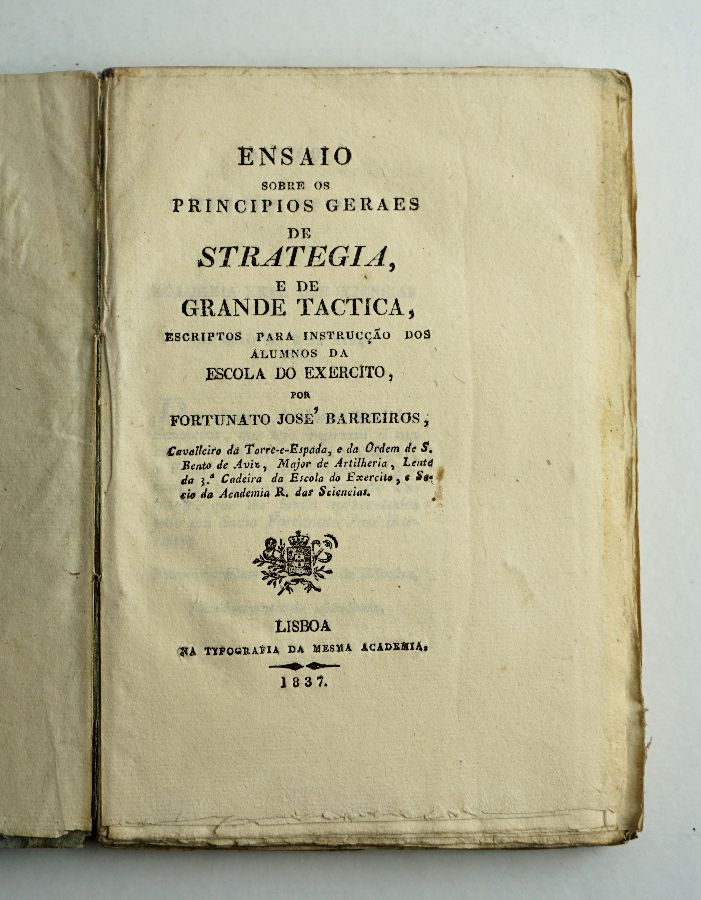 ENSAIO
SOBRE OS
PRINCIPIOS GERAES
DE
STRATEGIA,
E DE
GRANDE TACTICA,
ESCRIPTOS PARA INSTRUCÇÃO DOS
ALUMNOS DA
ESCOLA DO EXERCITO,
POR
FORTUNATO JOSE' BARREIROS,
Cavalleiro da Torre-e-Espada, e da Ordem de S.
Bento de Aviz, Major de Artilheria, Lente
da 3.ª Cadeira da Escola do Exercito, e So-
cio da Academia R. das Sciencias.
LISBOA
NA TYPOGRAFIA DA MESMA ACADEMIA.
1837.